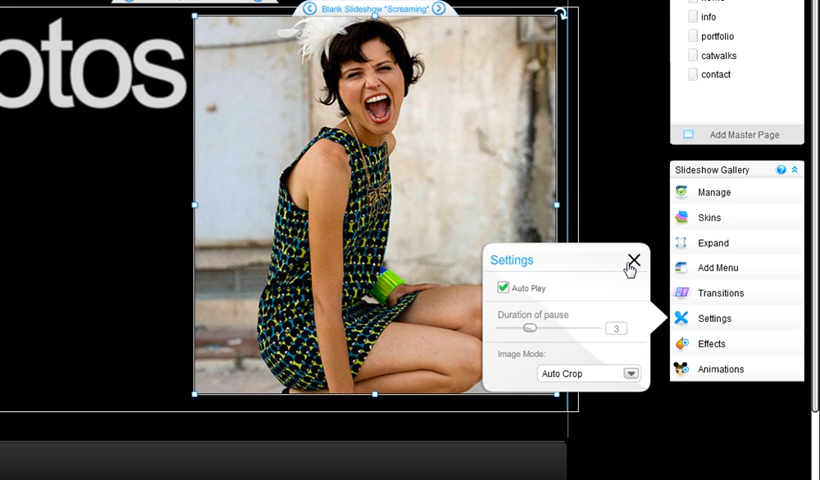 Blank Slideshow "Screaming"
otos
info
portfolio
catwalks
contact
Add Master Page
Slideshow Gallery
?
Manage
Skins
Expand
Add Menu
Transitions
Settings
Effects
Animations
Settings
Auto Play
Duration of pause
3
Image Mode:
Auto Crop